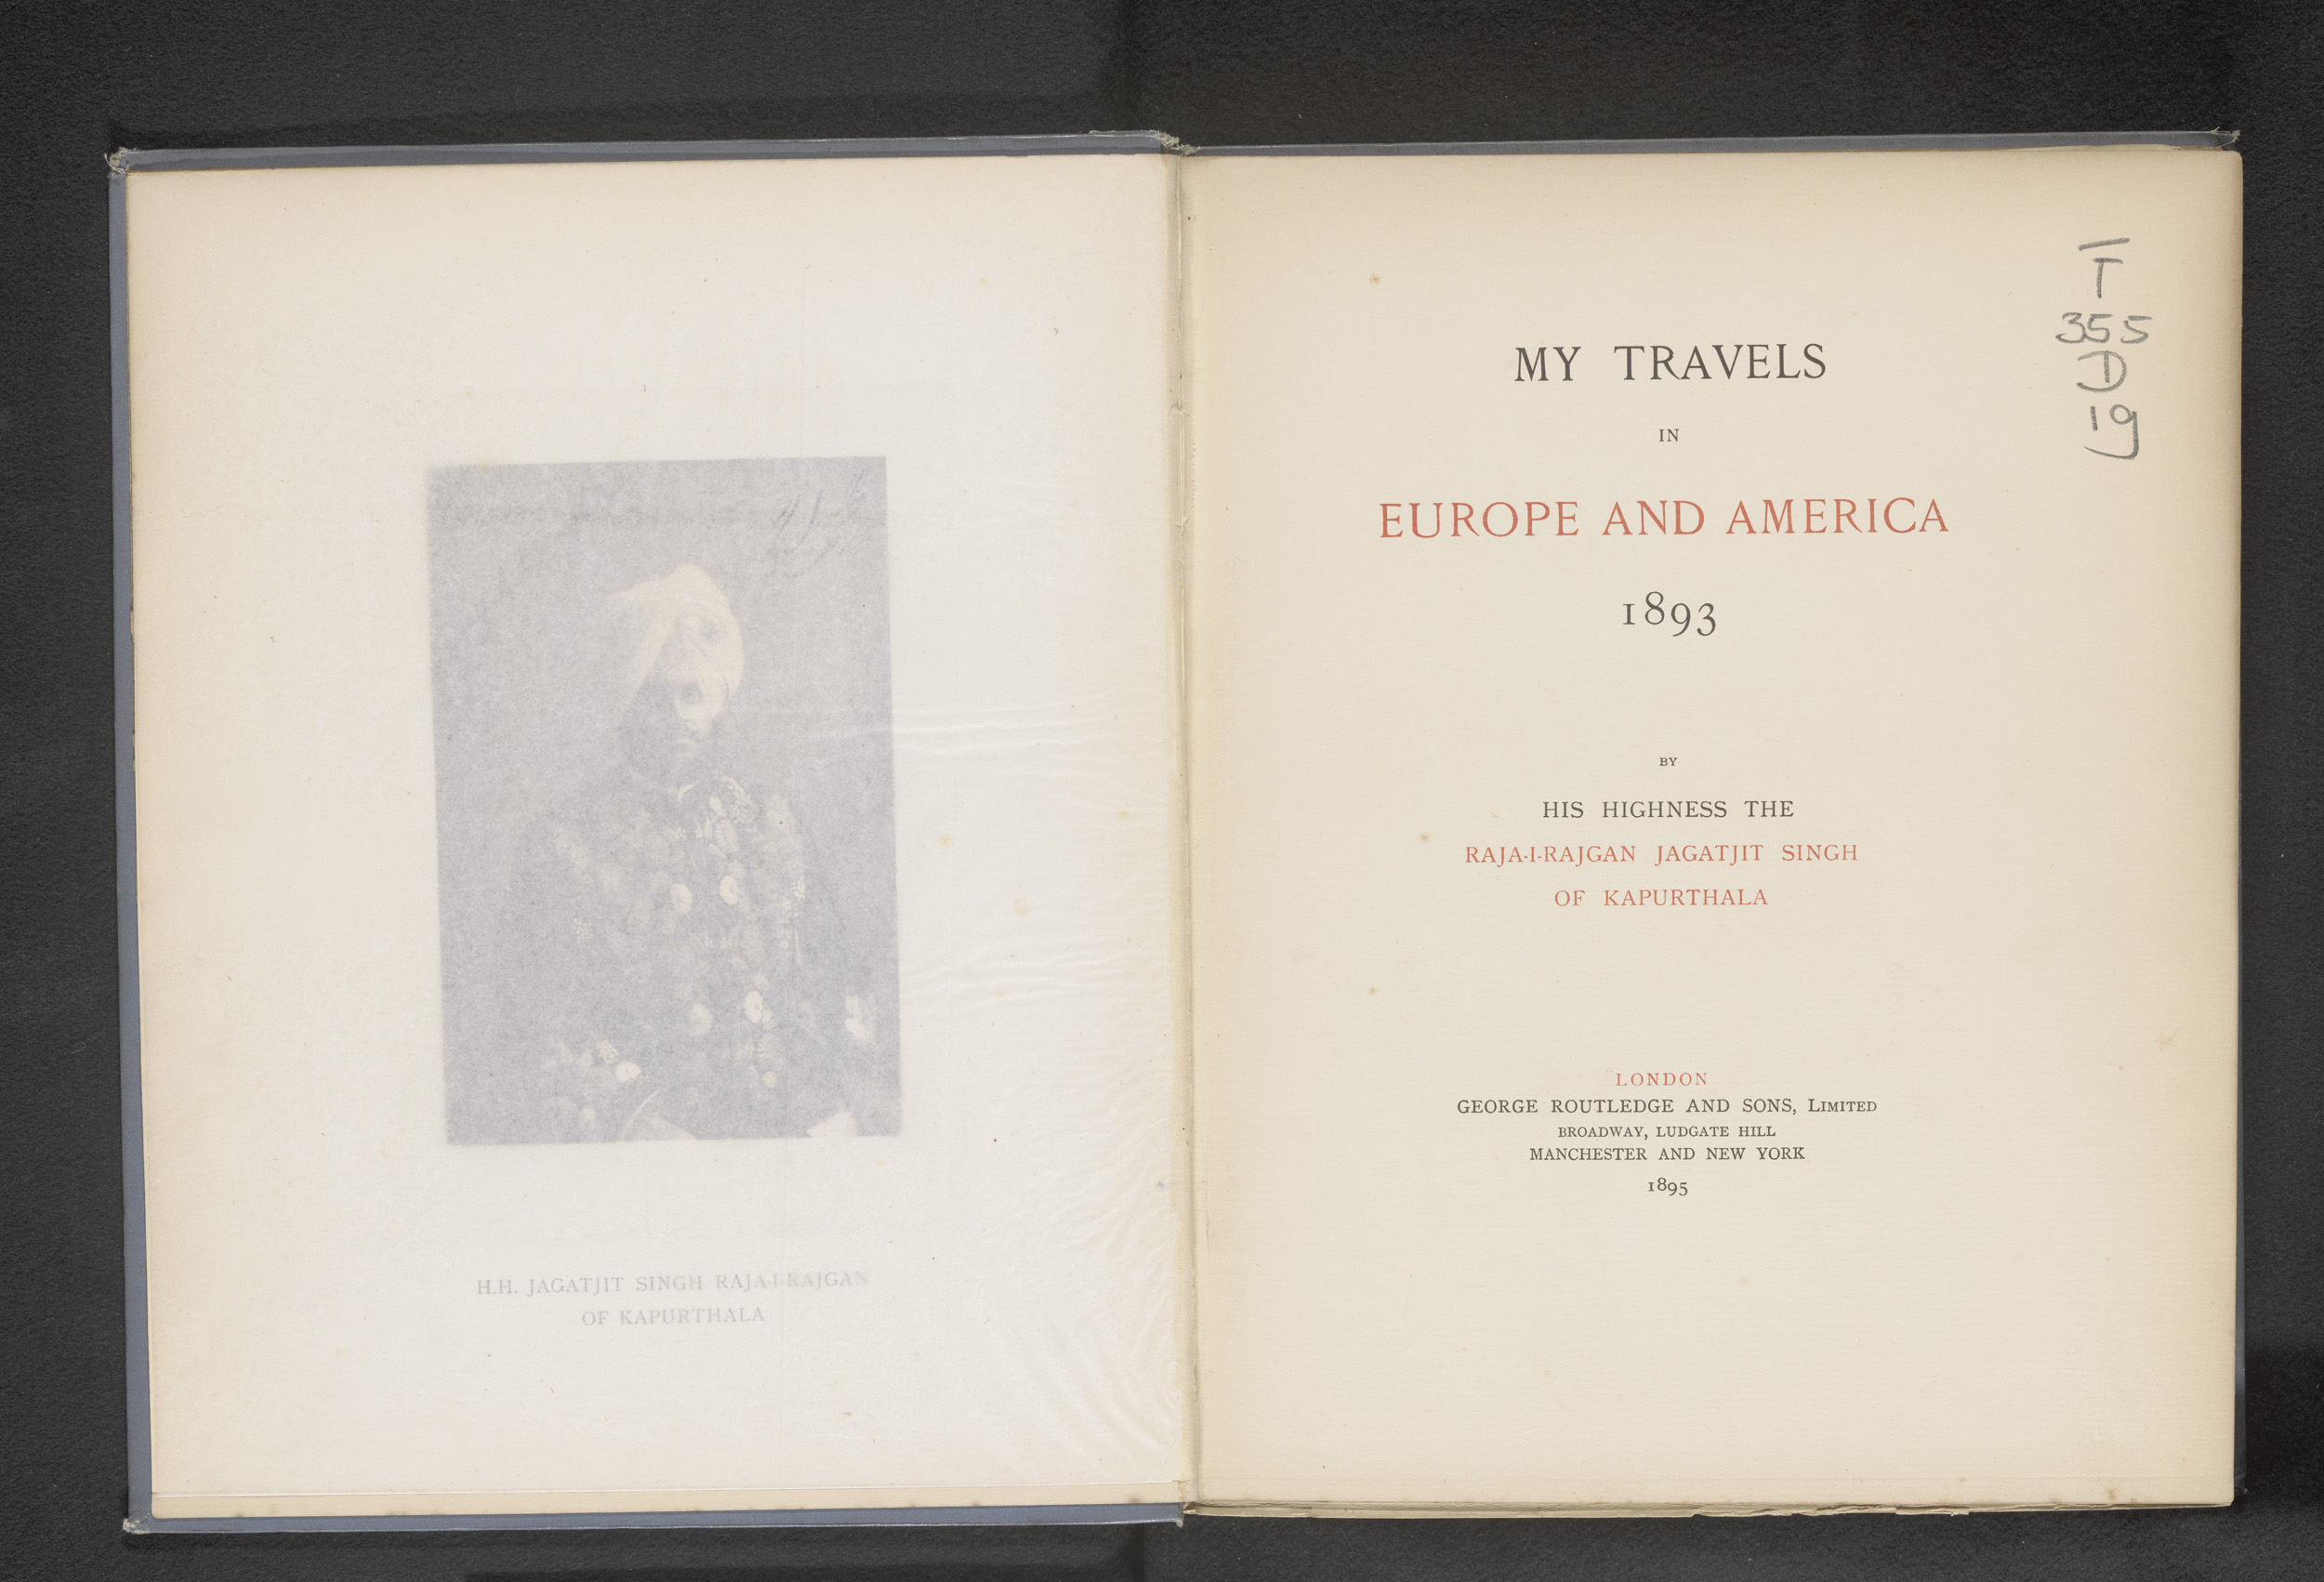 H.H. JAGATJIT SINGH RAJA-I-RAJGAN
OF KAPURTHALA
MY TRAVELS
IN
EUROPE AND AMERICA
1893
BY
HIS HIGHNESS THE
RAJA-I-RAJGAN JAGATJIT SINGH
OF KAPURTHALA
LONDON
GEORGE ROUTLEDGE AND SONS, LIMITED
BROADWAY, LUDGATE HILL
MANCHESTER AND NEW YORK
1895
T
355
D
19